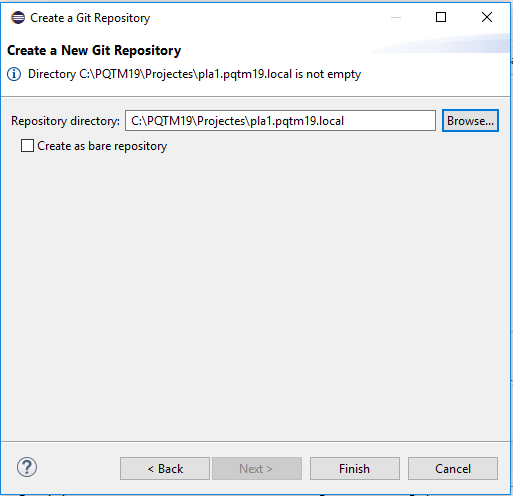 Create a Git Repository
Create a New Git Repository
Directory C:\PQTM19\Projectes\pla1.pqtm19.local is not empty
Repository directory: C:\PQTM19\Projectes\pla1.pqtm19.local Browse...
Create as bare repository
? < Back Next > Finish Cancel